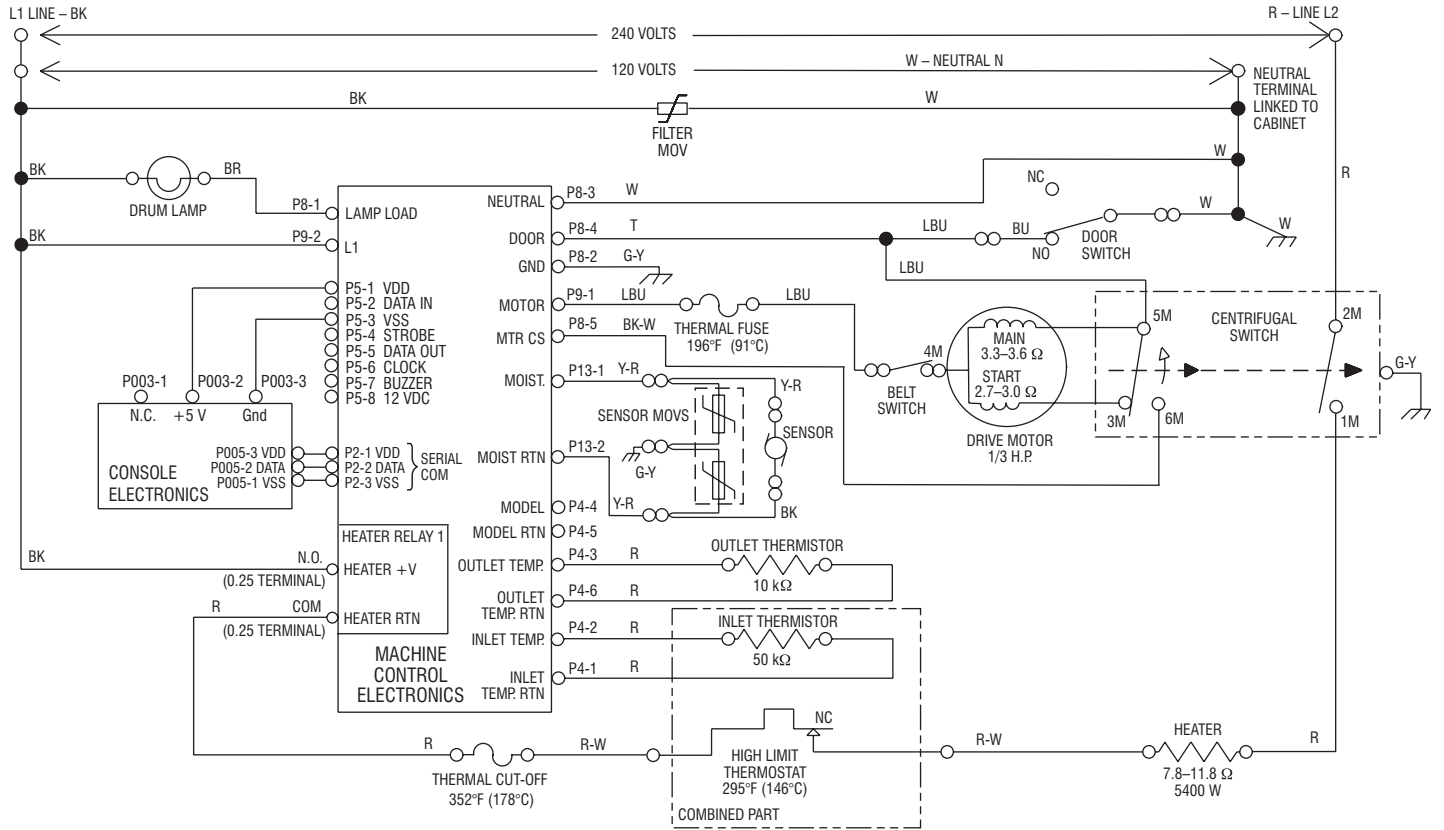 L1 LINE – BK
R – LINE L2
240 VOLTS
120 VOLTS
W – NEUTRAL N
NEUTRAL
TERMINAL
LINKED TO
CABINET
BK
W
FILTER
MOV
BK
BR
DRUM LAMP
W
R
NC
P8-1
LAMP LOAD
NEUTRAL
P8-3
W
W
W
BK
P9-2
L1
DOOR
P8-4
T
LBU
BU
NO
DOOR
SWITCH
GND
P8-2
G-Y
LBU
P5-1 VDD
P5-2 DATA IN
P5-3 VSS
P5-4 STROBE
P5-5 DATA OUT
P5-6 CLOCK
P5-7 BUZZER
P5-8 12 VDC
MOTOR
P9-1
LBU
LBU
THERMAL FUSE
196°F (91°C)
MTR CS
P8-5
BK-W
5M
CENTRIFUGAL
SWITCH
2M
MAIN
3.3–3.6 Ω
START
2.7–3.0 Ω
4M
BELT
SWITCH
DRIVE MOTOR
1/3 H.P.
3M
6M
1M
G-Y
P003-1
P003-2
P003-3
N.C.
+5 V
Gnd
MOIST.
P13-1
Y-R
Y-R
SENSOR MOVS
SENSOR
MOIST RTN
P13-2
G-Y
Y-R
BK
P005-3 VDD
P005-2 DATA
P005-1 VSS
P2-1 VDD
P2-2 DATA
P2-3 VSS
SERIAL
COM
CONSOLE
ELECTRONICS
MODEL
P4-4
MODEL RTN
P4-5
HEATER RELAY 1
BK
N.O.
(0.25 TERMINAL)
HEATER +V
OUTLET TEMP.
P4-3
R
OUTLET THERMISTOR
10 kΩ
OUTLET
TEMP. RTN
P4-6
R
R
COM
(0.25 TERMINAL)
HEATER RTN
INLET TEMP.
P4-2
R
INLET THERMISTOR
50 kΩ
MACHINE
CONTROL
ELECTRONICS
INLET
TEMP. RTN
P4-1
R
R
THERMAL CUT-OFF
352°F (178°C)
R-W
NC
HIGH LIMIT
THERMOSTAT
295°F (146°C)
COMBINED PART
R-W
HEATER
7.8–11.8 Ω
5400 W
R